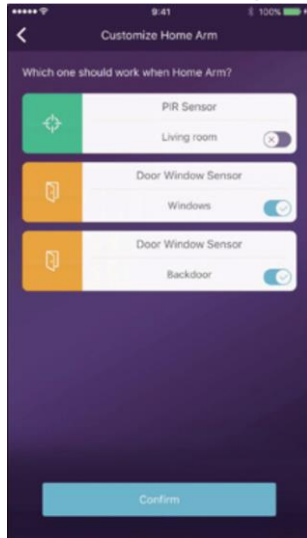 9:41
100%
Customize Home Arm
Which one should work when Home Arm?
PIR Sensor
Living room
Door Window Sensor
Windows
Door Window Sensor
Backdoor
Confirm